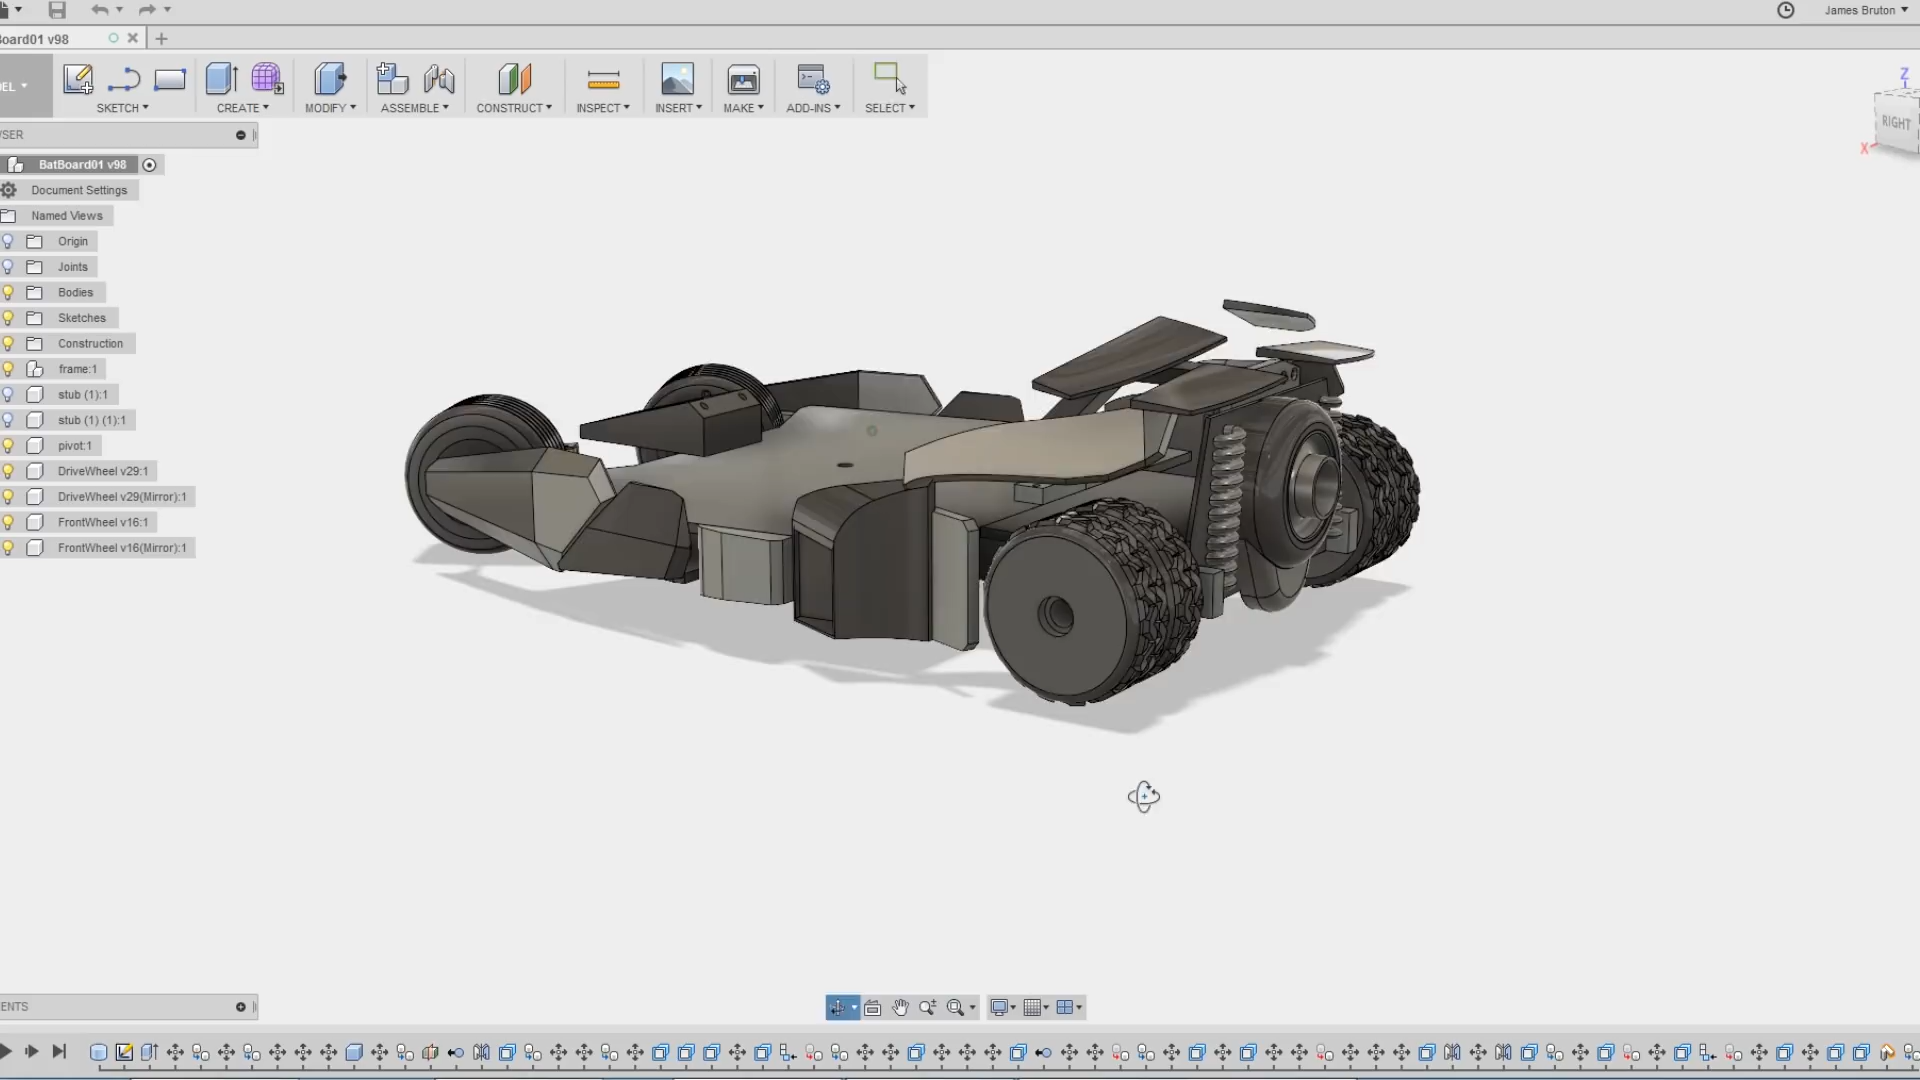 James Bruton
Board01 v98
EL
SKETCH
CREATE
MODIFY
ASSEMBLE
CONSTRUCT
INSPECT
INSERT
MAKE
ADD-INS
SELECT
Z
RIGHT
X
SER
BatBoard01 v98
Document Settings
Named Views
Origin
Joints
Bodies
Sketches
Construction
frame:1
stub (1):1
stub (1) (1):1
pivot:1
DriveWheel v29:1
DriveWheel v29(Mirror):1
FrontWheel v16:1
FrontWheel v16(Mirror):1
ENTS